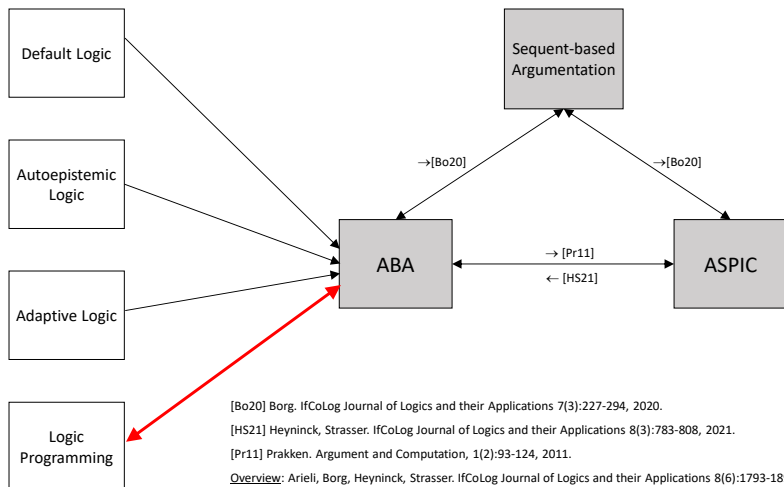 Default Logic
Sequent-based
Argumentation
Autoepistemic
Logic
→[Bo20]
→[Bo20]
ABA
→ [Pr11]
← [HS21]
ASPIC
Adaptive Logic
Logic
Programming
[Bo20] Borg. IfCoLog Journal of Logics and their Applications 7(3):227-294, 2020.
[HS21] Heyninck, Strasser. IfCoLog Journal of Logics and their Applications 8(3):783-808, 2021.
[Pr11] Prakken. Argument and Computation, 1(2):93-124, 2011.
Overview: Arieli, Borg, Heyninck, Strasser. IfCoLog Journal of Logics and their Applications 8(6):1793-18